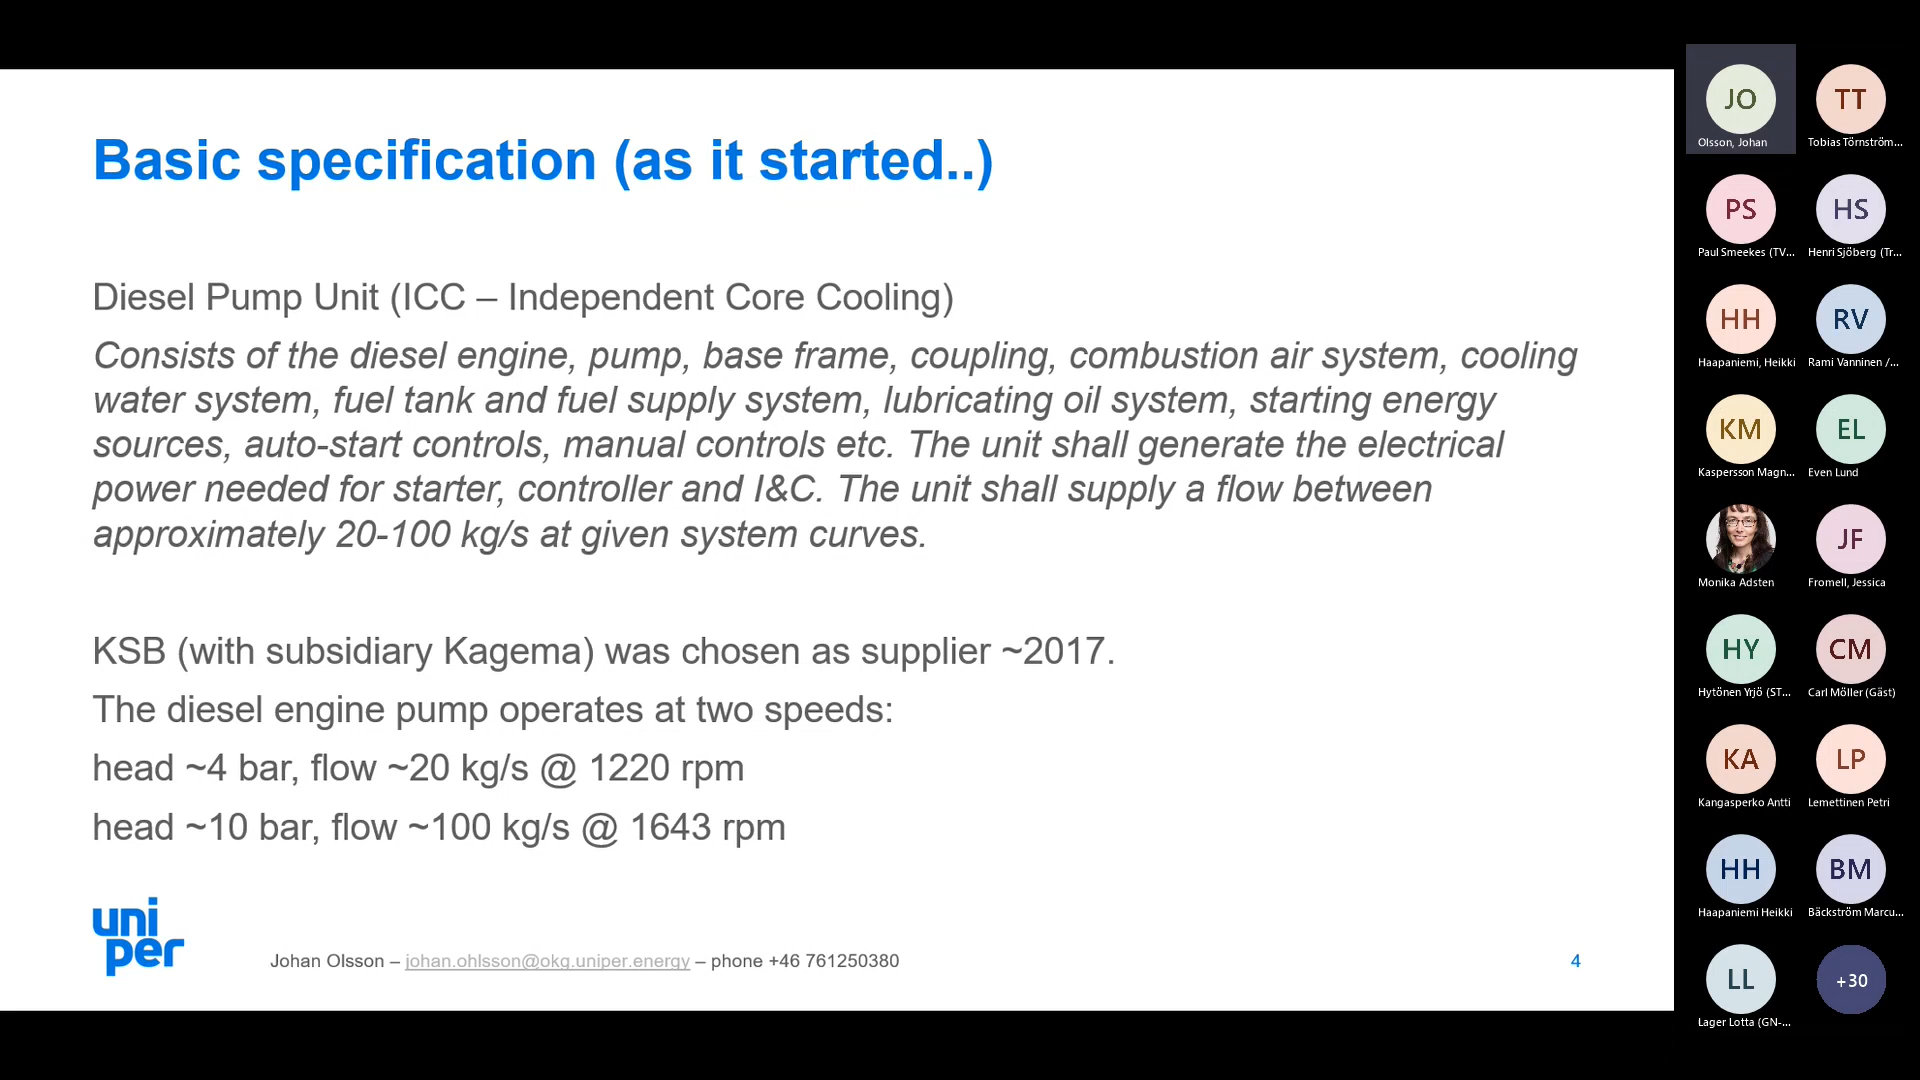 Basic specification (as it started..)
Diesel Pump Unit (ICC – Independent Core Cooling)
Consists of the diesel engine, pump, base frame, coupling, combustion air system, cooling
water system, fuel tank and fuel supply system, lubricating oil system, starting energy
sources, auto-start controls, manual controls etc. The unit shall generate the electrical
power needed for starter, controller and I&C. The unit shall supply a flow between
approximately 20-100 kg/s at given system curves.
KSB (with subsidiary Kagema) was chosen as supplier ~2017.
The diesel engine pump operates at two speeds:
head ~4 bar, flow ~20 kg/s @ 1220 rpm
head ~10 bar, flow ~100 kg/s @ 1643 rpm
uni
per
Johan Olsson – johan.ohlsson@okg.uniper.energy – phone +46 761250380
4
JO
Olsson, Johan
TT
Tobias Törnström...
PS
Paul Smeekes (TV...
HS
Henri Sjöberg (Tr...
HH
Haapaniemi, Heikki
RV
Rami Vanninen /...
KM
Kaspersson Magn...
EL
Even Lund
Monika Adsten
JF
Fromell, Jessica
HY
Hytönen Yrjö (ST...
CM
Carl Möller (Gäst)
KA
Kangasperko Antti
LP
Lemettinen Petri
HH
Haapaniemi Heikki
BM
Bäckström Marcu...
LL
Lager Lotta (GN-...
+30